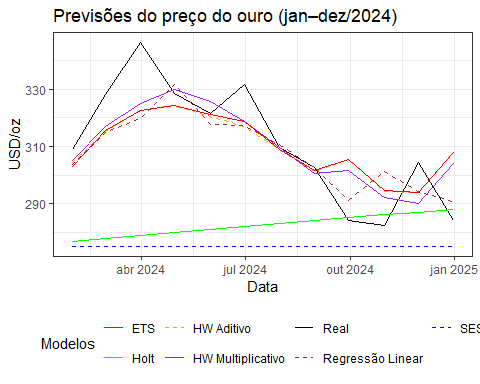 Previsões do preço do ouro (jan–dez/2024)
USD/oz
330
310
290
abr 2024 jul 2024 out 2024 jan 2025
Data
Modelos
ETS HW Aditivo Real SES
Holt HW Multiplicativo Regressão Linear